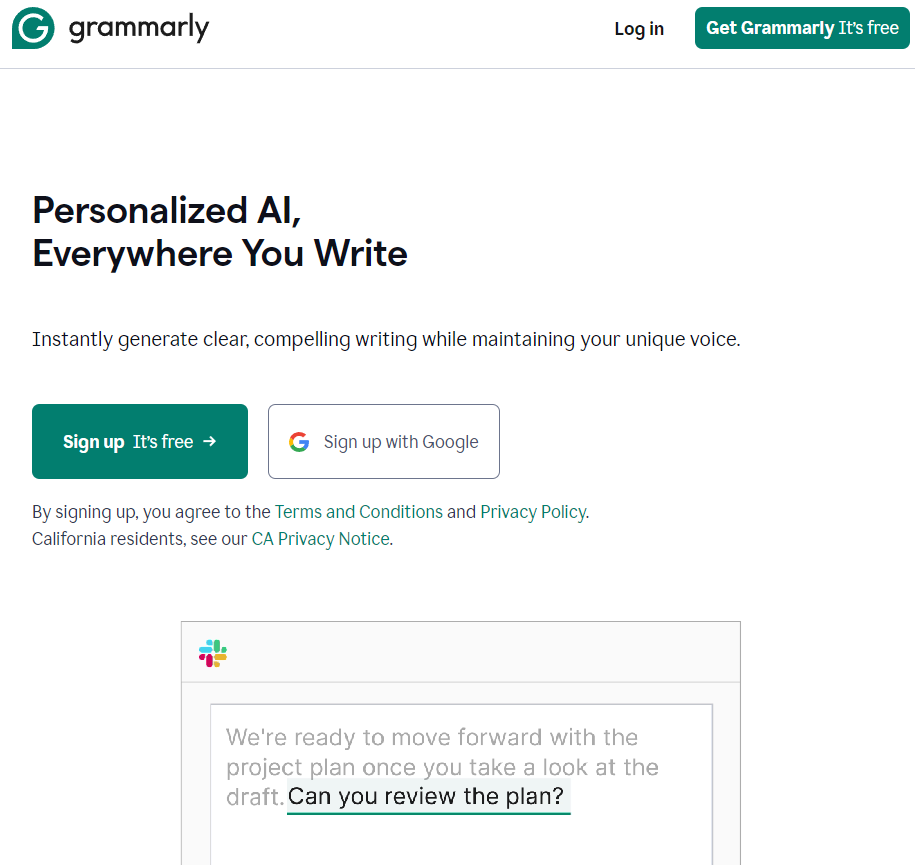 grammarly
Log in
Get Grammarly It's free
Personalized AI,
Everywhere You Write
Instantly generate clear, compelling writing while maintaining your unique voice.
Sign up It's free →
Sign up with Google
By signing up, you agree to the Terms and Conditions and Privacy Policy.
California residents, see our CA Privacy Notice.
We're ready to move forward with the
project plan once you take a look at the
draft. Can you review the plan?